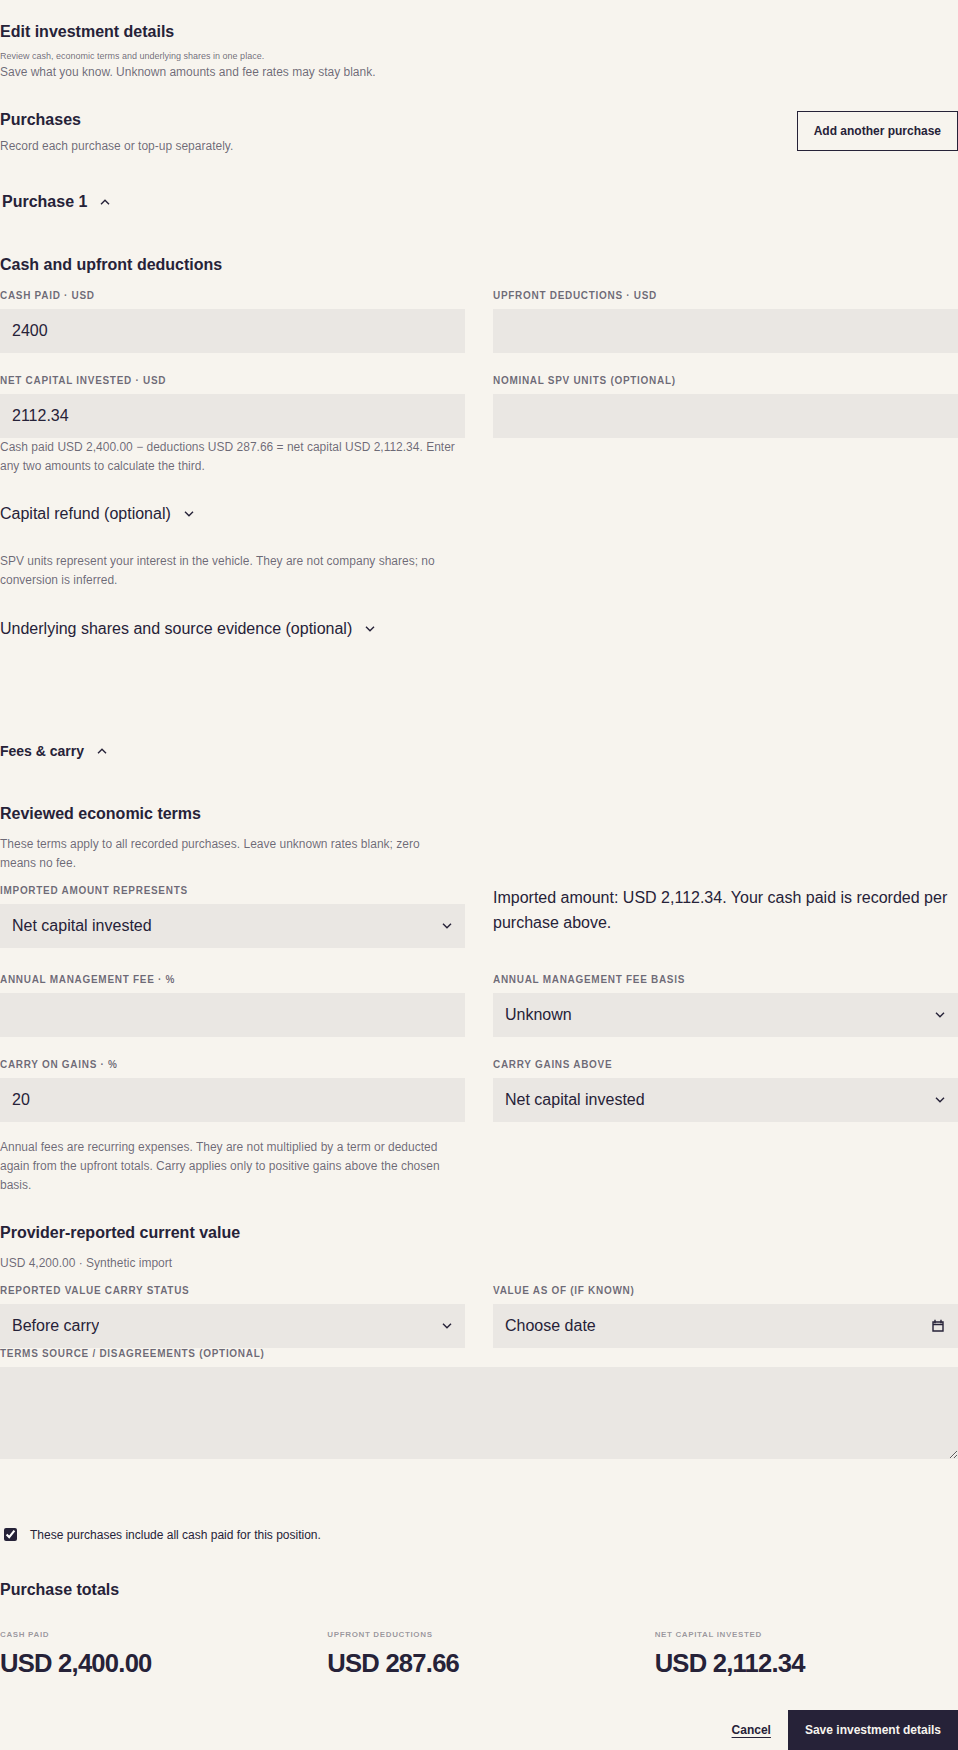 Edit investment details
Review cash, economic terms and underlying shares in one place.
Save what you know. Unknown amounts and fee rates may stay blank.
Purchases
Add another purchase
Record each purchase or top-up separately.
Purchase 1
Cash and upfront deductions
CASH PAID · USD
UPFRONT DEDUCTIONS · USD
2400
NET CAPITAL INVESTED · USD
NOMINAL SPV UNITS (OPTIONAL)
2112.34
Cash paid USD 2,400.00 − deductions USD 287.66 = net capital USD 2,112.34. Enter
any two amounts to calculate the third.
Capital refund (optional)
SPV units represent your interest in the vehicle. They are not company shares; no
conversion is inferred.
Underlying shares and source evidence (optional)
Fees & carry
Reviewed economic terms
These terms apply to all recorded purchases. Leave unknown rates blank; zero
means no fee.
IMPORTED AMOUNT REPRESENTS
Net capital invested
Imported amount: USD 2,112.34. Your cash paid is recorded per
purchase above.
ANNUAL MANAGEMENT FEE · %
ANNUAL MANAGEMENT FEE BASIS
Unknown
CARRY ON GAINS · %
CARRY GAINS ABOVE
20
Net capital invested
Annual fees are recurring expenses. They are not multiplied by a term or deducted
again from the upfront totals. Carry applies only to positive gains above the chosen
basis.
Provider-reported current value
USD 4,200.00 · Synthetic import
REPORTED VALUE CARRY STATUS
VALUE AS OF (IF KNOWN)
Before carry
Choose date
TERMS SOURCE / DISAGREEMENTS (OPTIONAL)
These purchases include all cash paid for this position.
Purchase totals
CASH PAID
UPFRONT DEDUCTIONS
NET CAPITAL INVESTED
USD 2,400.00
USD 287.66
USD 2,112.34
Cancel
Save investment details